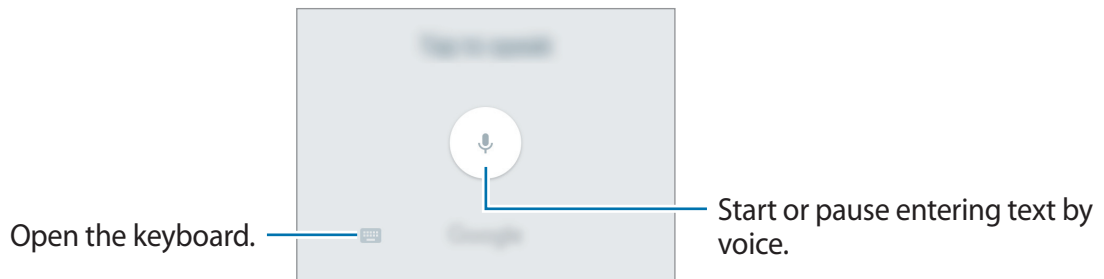 Open the keyboard.
Start or pause entering text by
voice.